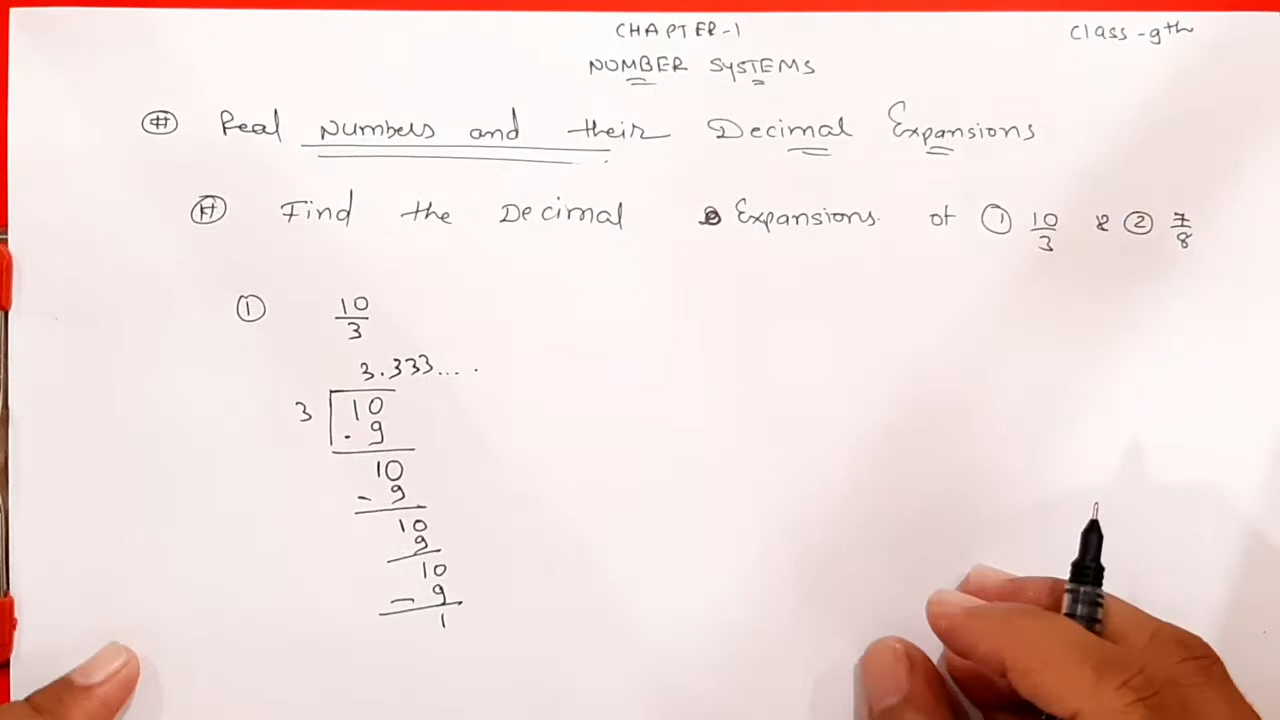 CHAPTER-1
Class-9th
NUMBER SYSTEMS
# Real Numbers and their Decimal Expansions
# Find the Decimal Expansions of ① 10/3 & ② 7/8
① 10/3
3.333....
3 10
. 9
10
- 9
10
9
10
- 9
1